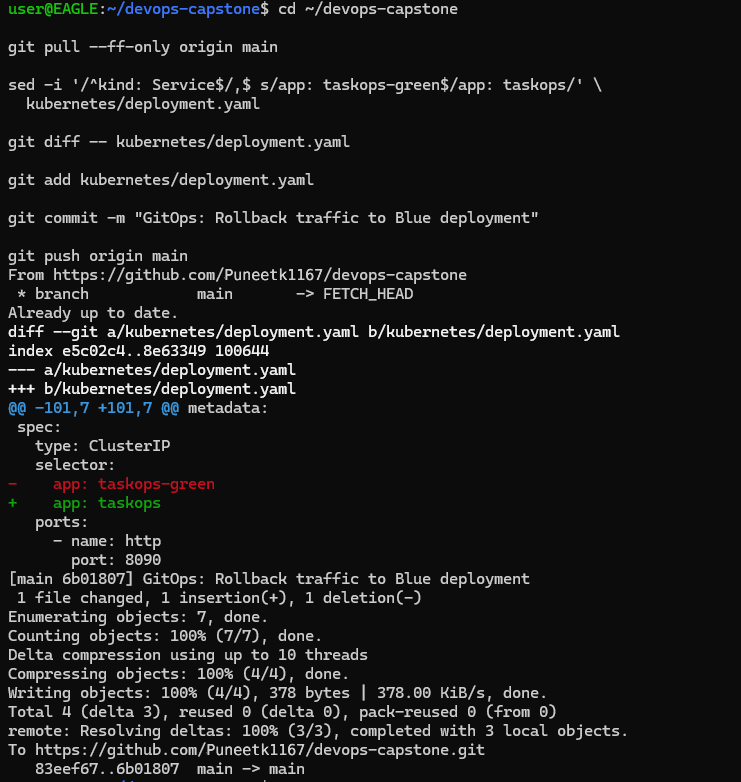 user@EAGLE:~/devops-capstone$ cd ~/devops-capstone
git pull --ff-only origin main
sed -i '/^kind: Service$/,$ s/app: taskops-green$/app: taskops/' \
  kubernetes/deployment.yaml
git diff -- kubernetes/deployment.yaml
git add kubernetes/deployment.yaml
git commit -m "GitOps: Rollback traffic to Blue deployment"
git push origin main
From https://github.com/Puneetk1167/devops-capstone
 * branch            main       -> FETCH_HEAD
Already up to date.
diff --git a/kubernetes/deployment.yaml b/kubernetes/deployment.yaml
index e5c02c4..8e63349 100644
--- a/kubernetes/deployment.yaml
+++ b/kubernetes/deployment.yaml
@@ -101,7 +101,7 @@ metadata:
 spec:
   type: ClusterIP
   selector:
-    app: taskops-green
+    app: taskops
   ports:
     - name: http
       port: 8090
[main 6b01807] GitOps: Rollback traffic to Blue deployment
 1 file changed, 1 insertion(+), 1 deletion(-)
Enumerating objects: 7, done.
Counting objects: 100% (7/7), done.
Delta compression using up to 10 threads
Compressing objects: 100% (4/4), done.
Writing objects: 100% (4/4), 378 bytes | 378.00 KiB/s, done.
Total 4 (delta 3), reused 0 (delta 0), pack-reused 0 (from 0)
remote: Resolving deltas: 100% (3/3), completed with 3 local objects.
To https://github.com/Puneetk1167/devops-capstone.git
   83eef67..6b01807  main -> main